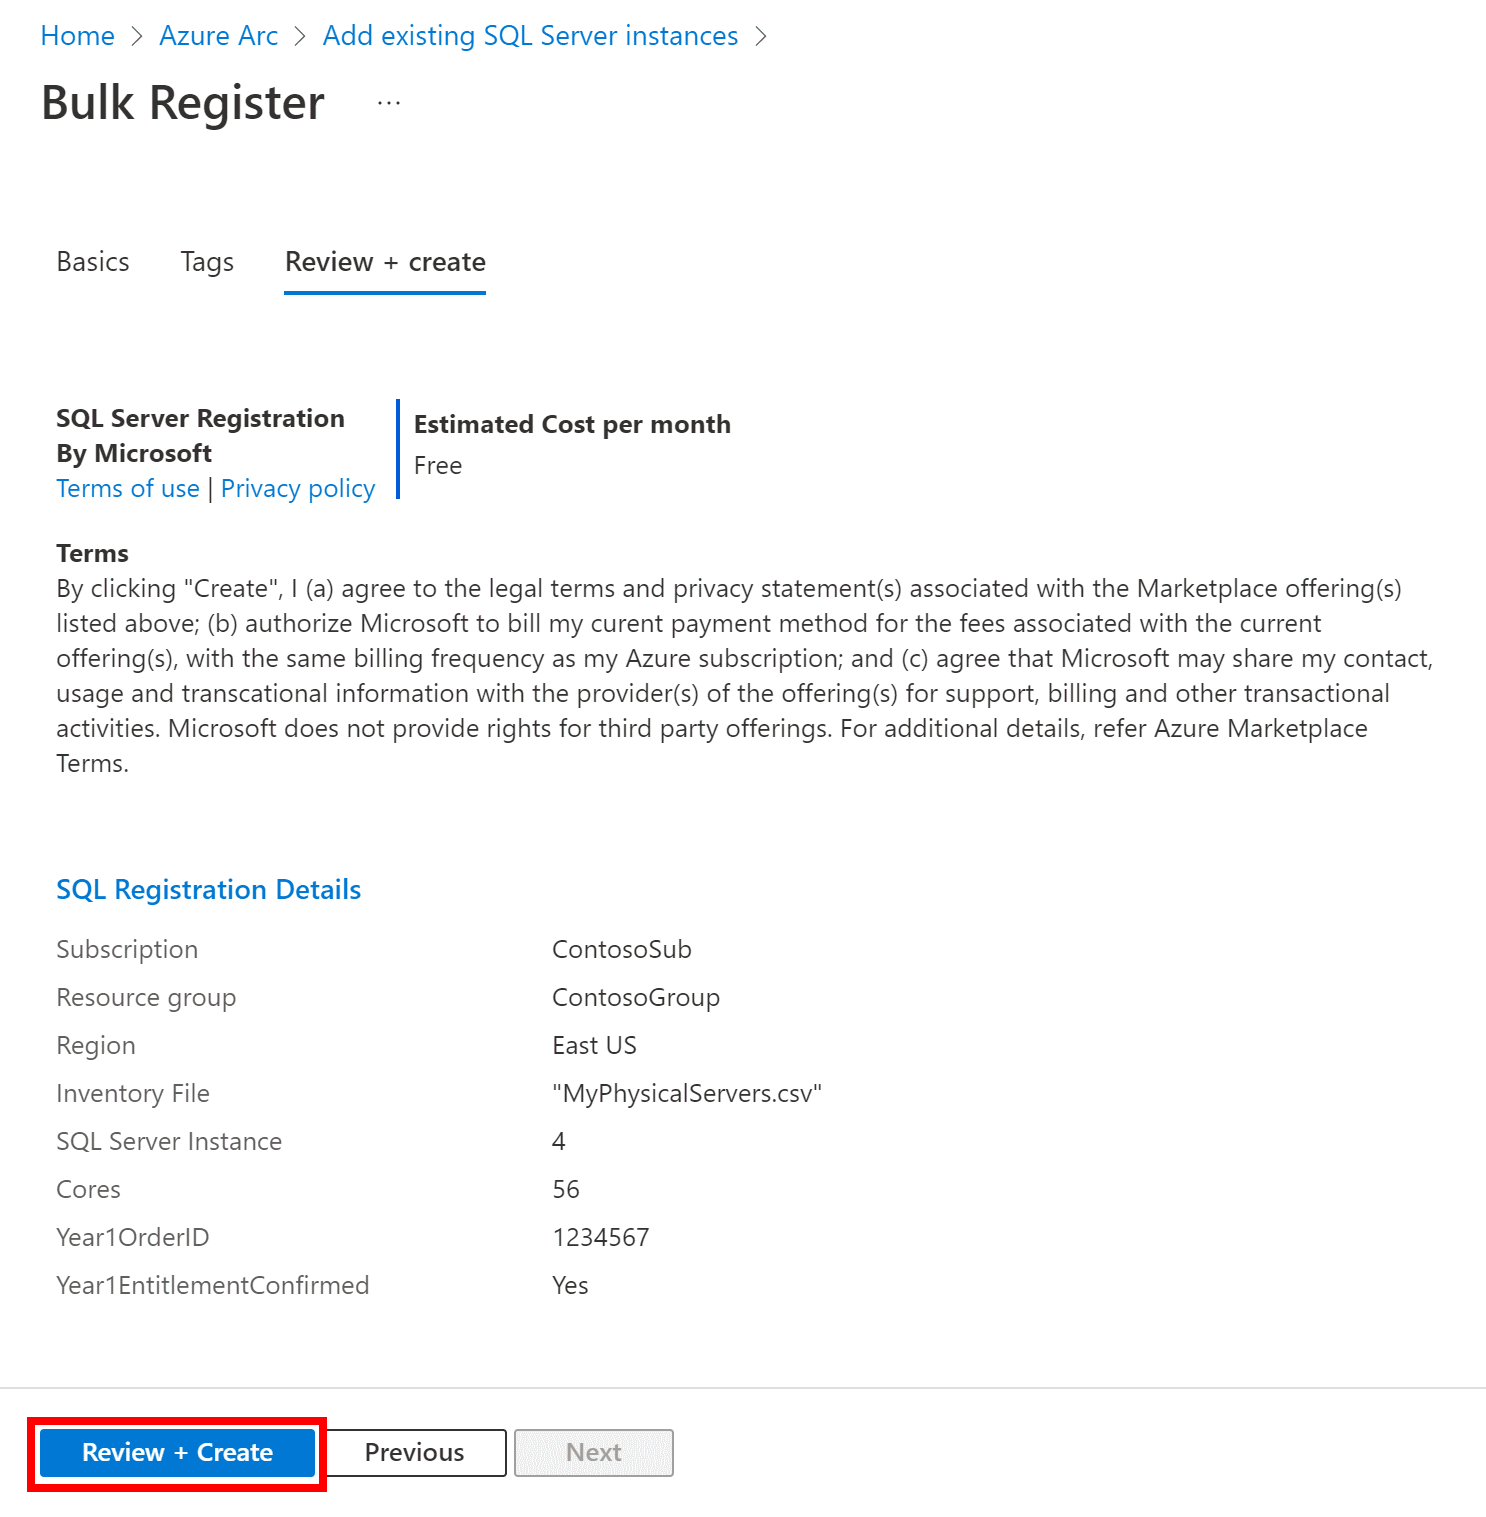 Home > Azure Arc > Add existing SQL Server instances >
Bulk Register ...
Basics Tags Review + create
SQL Server Registration
By Microsoft
Terms of use | Privacy policy
Estimated Cost per month
Free
Terms
By clicking "Create", I (a) agree to the legal terms and privacy statement(s) associated with the Marketplace offering(s)
listed above; (b) authorize Microsoft to bill my curent payment method for the fees associated with the current
offering(s), with the same billing frequency as my Azure subscription; and (c) agree that Microsoft may share my contact,
usage and transcational information with the provider(s) of the offering(s) for support, billing and other transactional
activities. Microsoft does not provide rights for third party offerings. For additional details, refer Azure Marketplace
Terms.
SQL Registration Details
Subscription ContosoSub
Resource group ContosoGroup
Region East US
Inventory File "MyPhysicalServers.csv"
SQL Server Instance 4
Cores 56
Year1OrderID 1234567
Year1EntitlementConfirmed Yes
Review + Create Previous Next